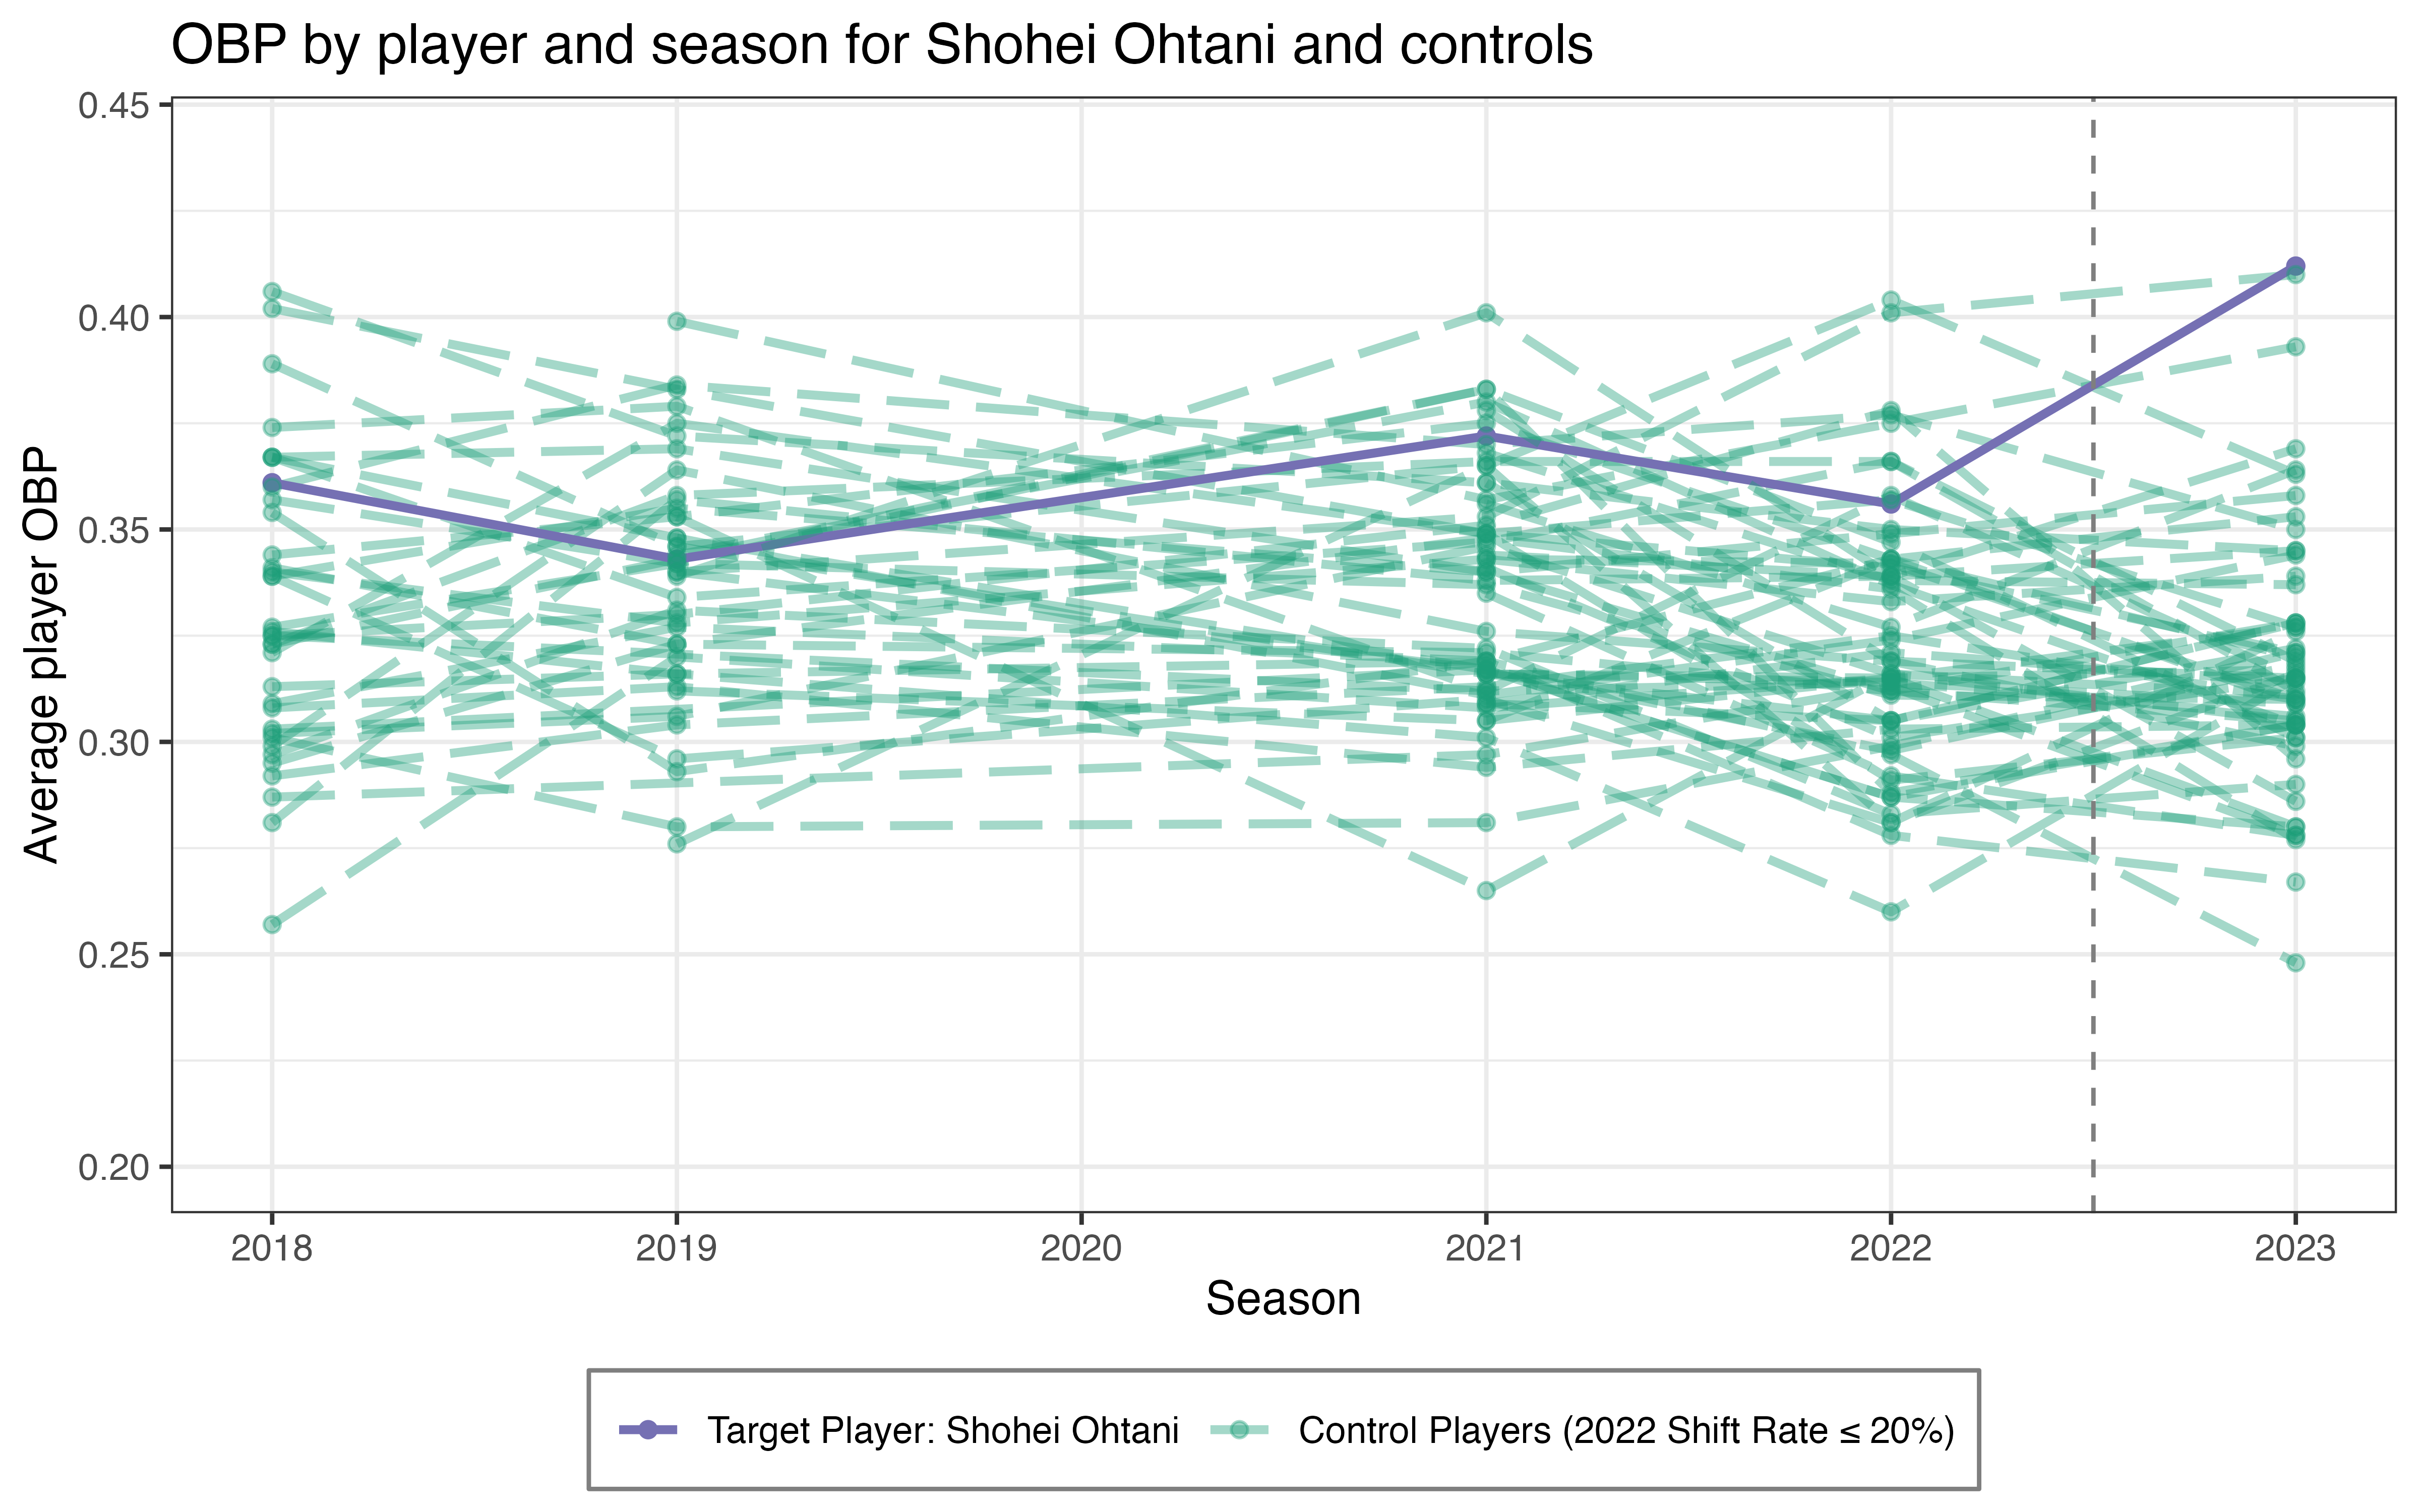 OBP by player and season for Shohei Ohtani and controls
Average player OBP
0.45
0.40
0.35
0.30
0.25
0.20
2018 2019 2020 2021 2022 2023
Season
Target Player: Shohei Ohtani Control Players (2022 Shift Rate ≤ 20%)